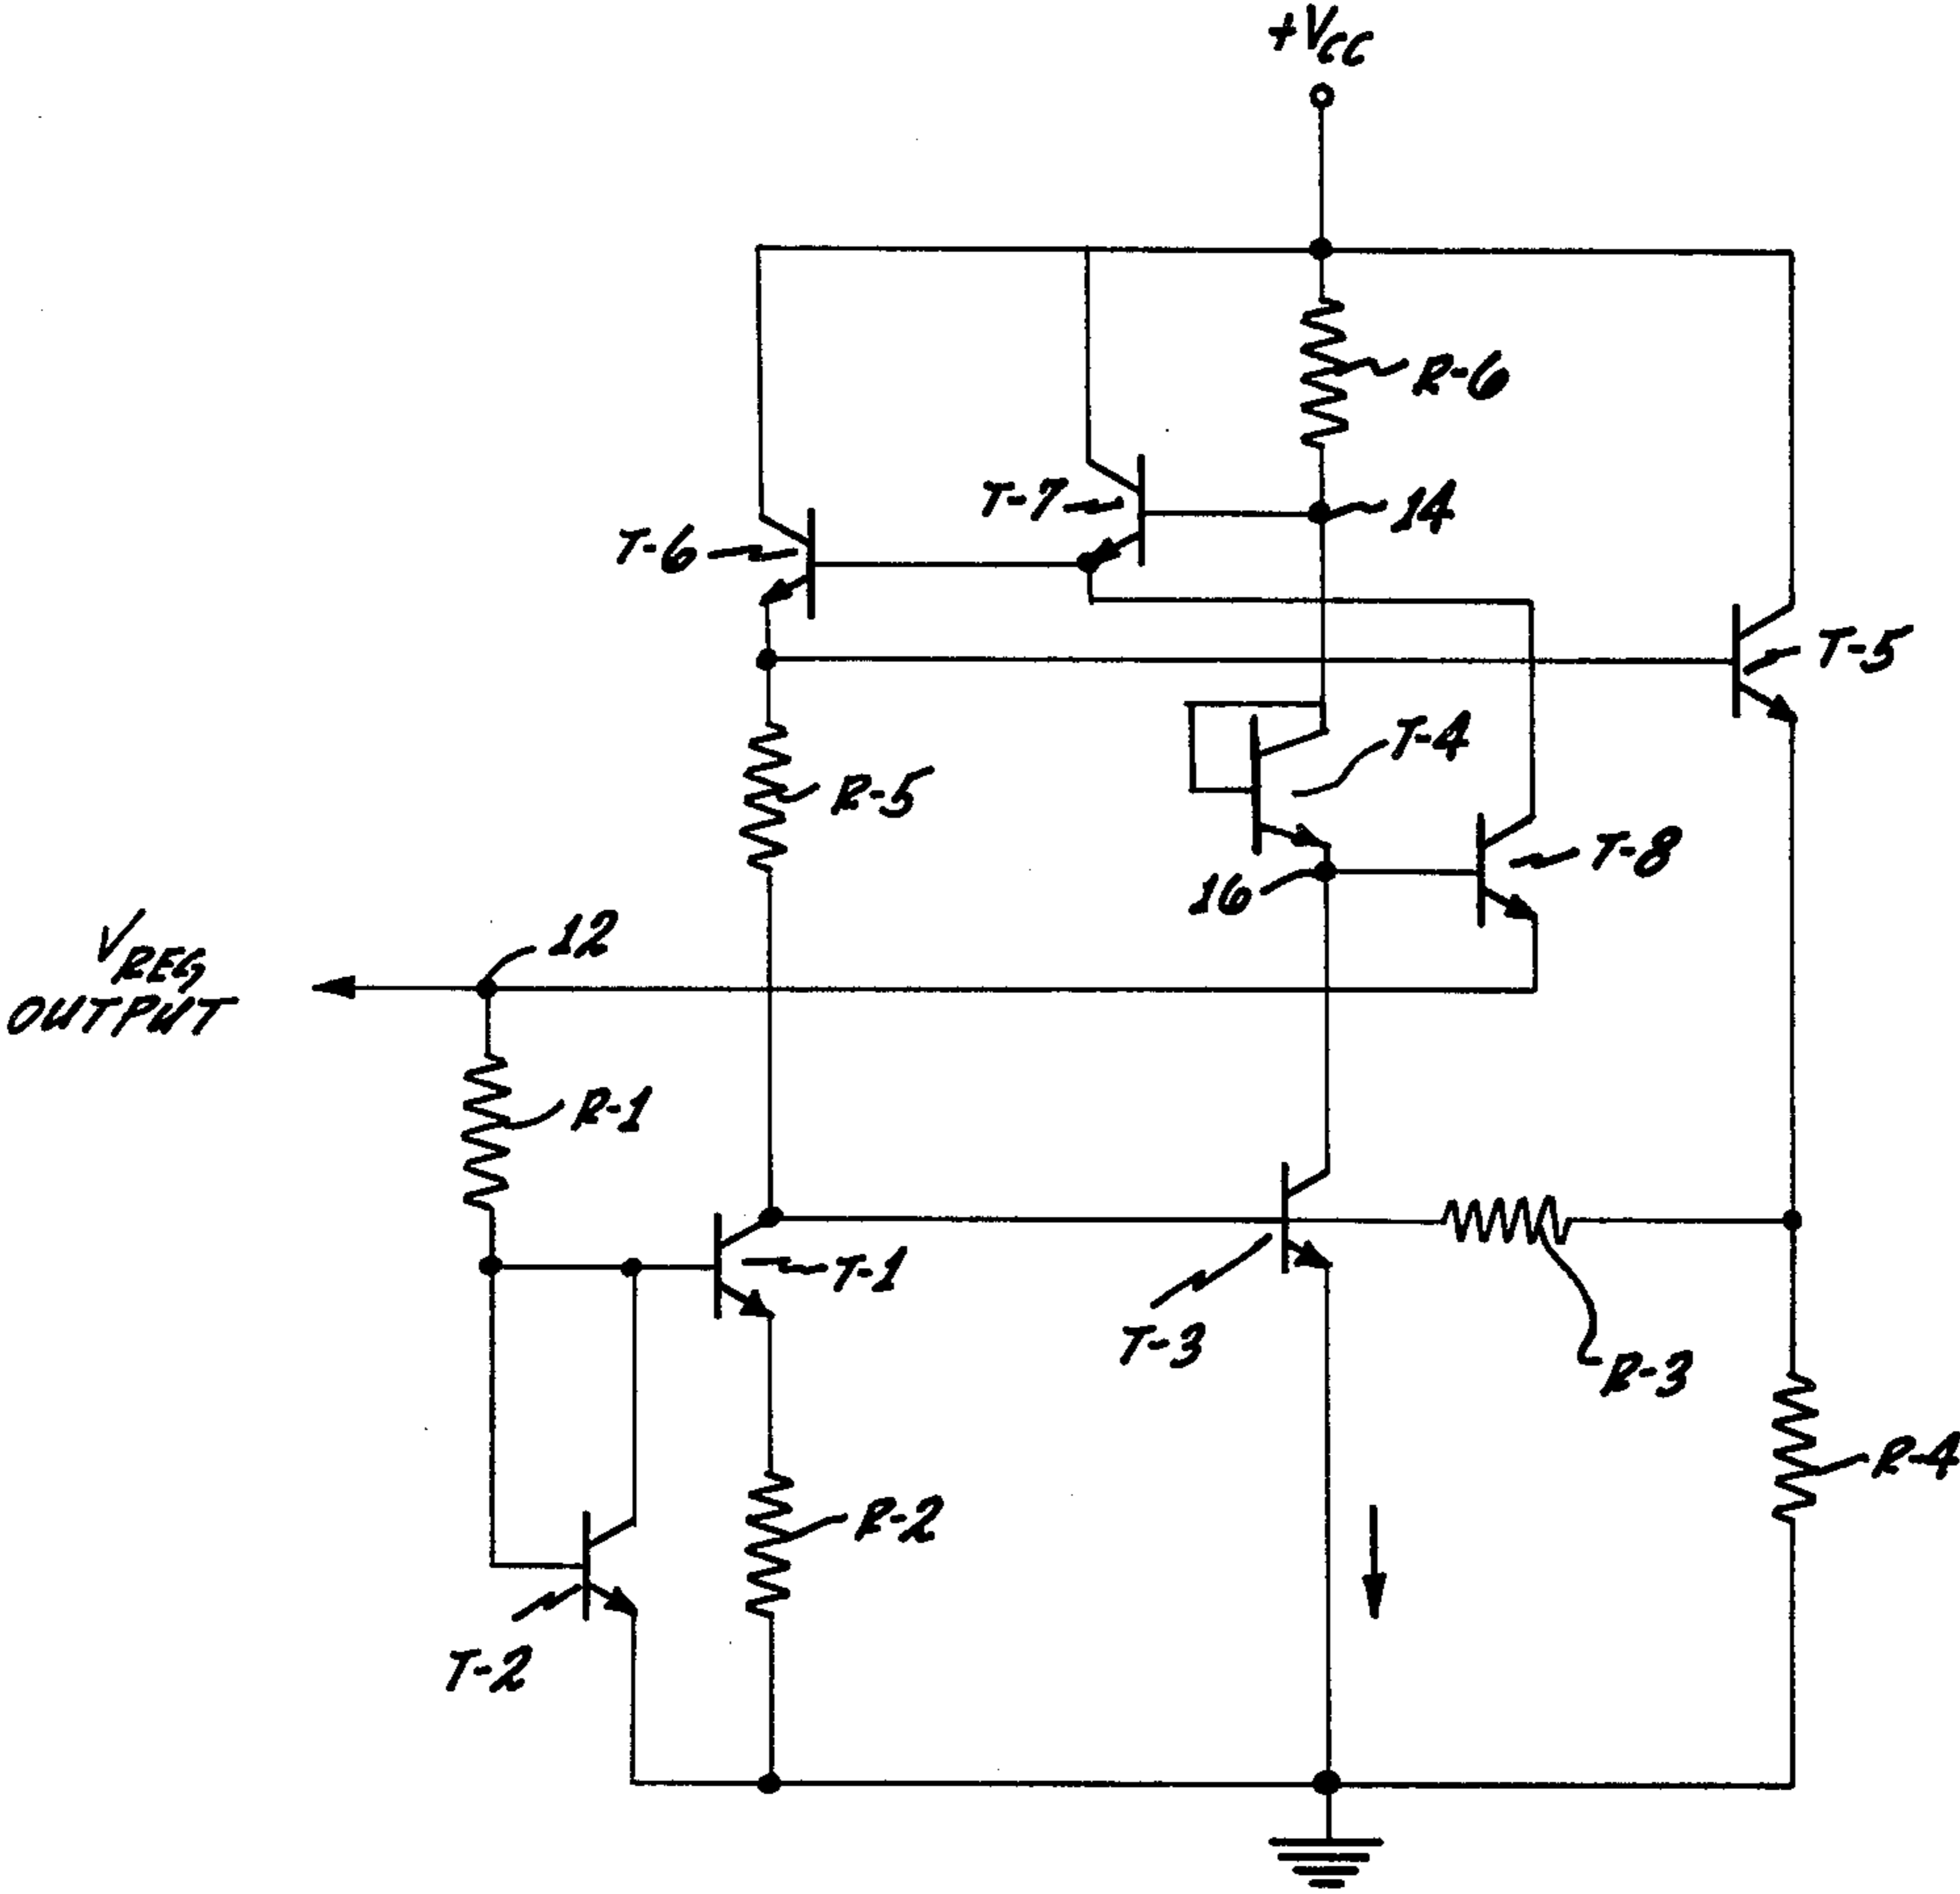 +VCC
R-6
T-7
14
T-6
T-5
T-4
R-5
T-8
16
12
VREG
OUTPUT
R-1
T-1
T-3
R-3
R-4
R-2
T-2